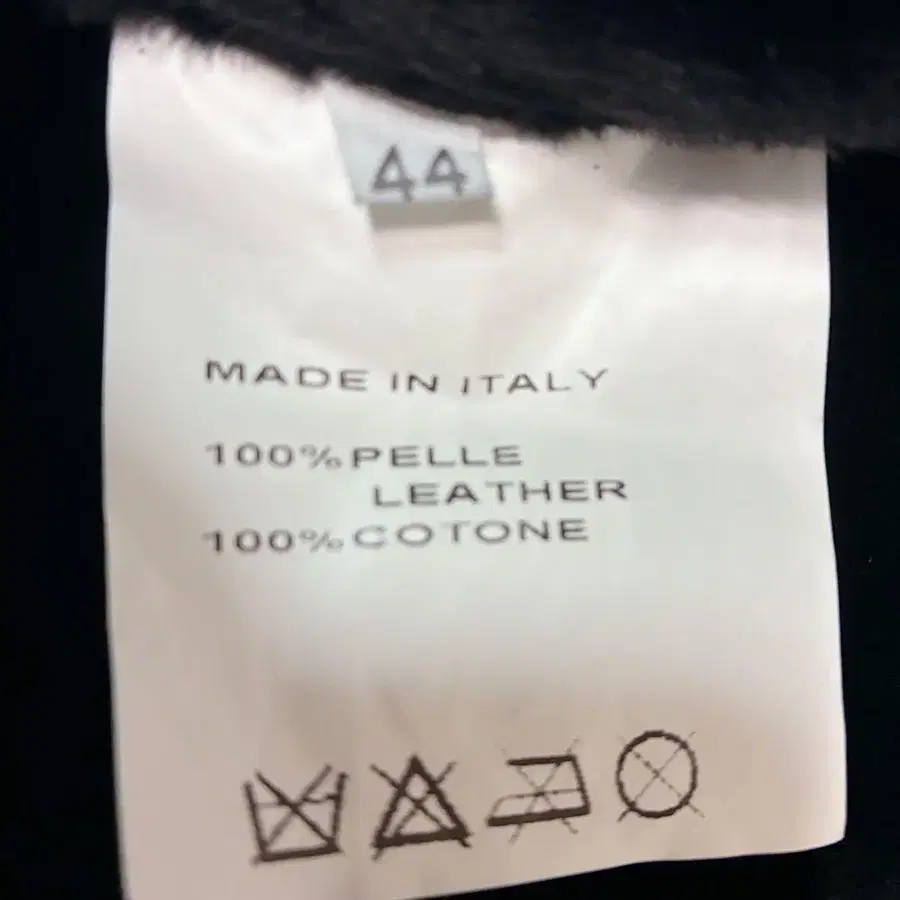 44
MADE IN ITALY
100% PELLE
LEATHER
100% COTONE